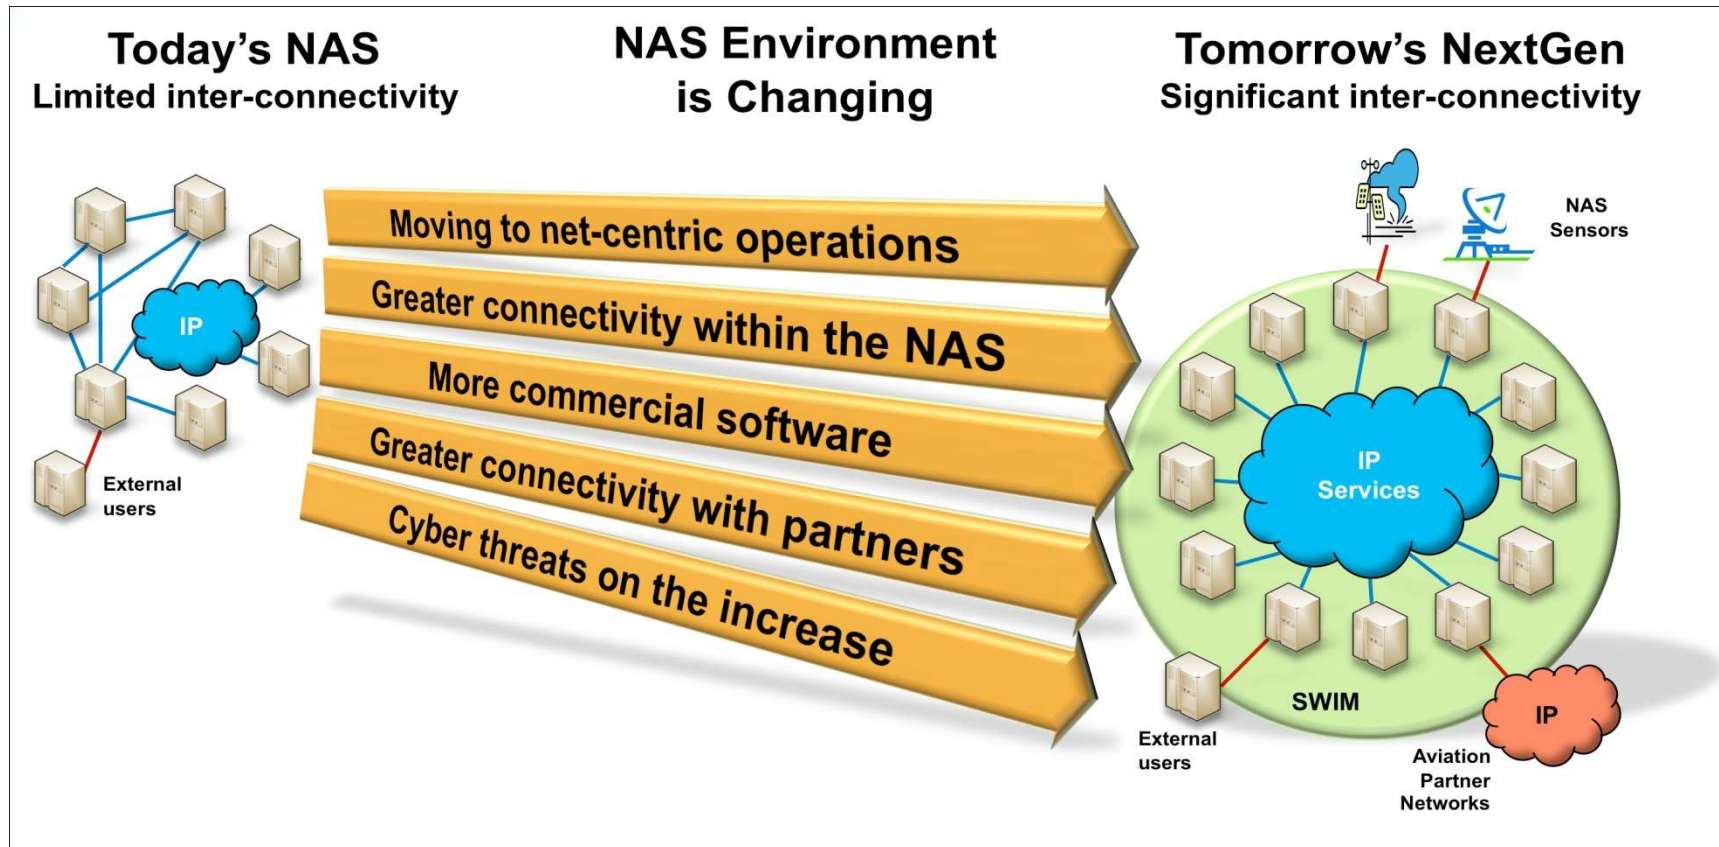 Today's NAS
Limited inter-connectivity
NAS Environment
is Changing
Tomorrow's NextGen
Significant inter-connectivity
IP
External
users
Moving to net-centric operations
Greater connectivity within the NAS
More commercial software
Greater connectivity with partners
Cyber threats on the increase
NAS
Sensors
IP
Services
SWIM
External
users
IP
Aviation
Partner
Networks